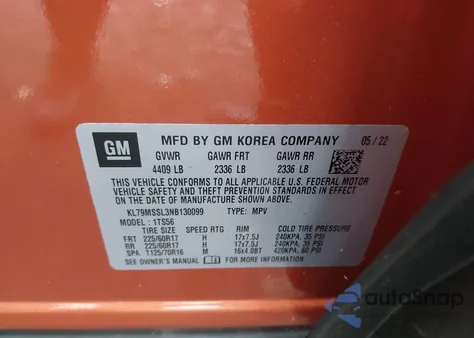 GM
MFD BY GM KOREA COMPANY 05/22
GVWR GAWR FRT GAWR RR
4409 LB 2336 LB 2336 LB
THIS VEHICLE CONFORMS TO ALL APPLICABLE U.S. FEDERAL MOTOR
VEHICLE SAFETY AND THEFT PREVENTION STANDARDS IN EFFECT ON
THE DATE OF MANUFACTURE SHOWN ABOVE.
KL79MSSL3NB130099 TYPE: MPV
MODEL: 1TS56
TIRE SIZE SPEED RTG RIM COLD TIRE PRESSURE
FRT 225/60R17 H 17x7.5J 240KPA, 35 PSI
RR 225/60R17 H 17x7.5J 240KPA, 35 PSI
SPA T125/70R16 M 16x4.0BT 420KPA, 60 PSI
SEE OWNER'S MANUAL FOR MORE INFORMATION
autoSnap